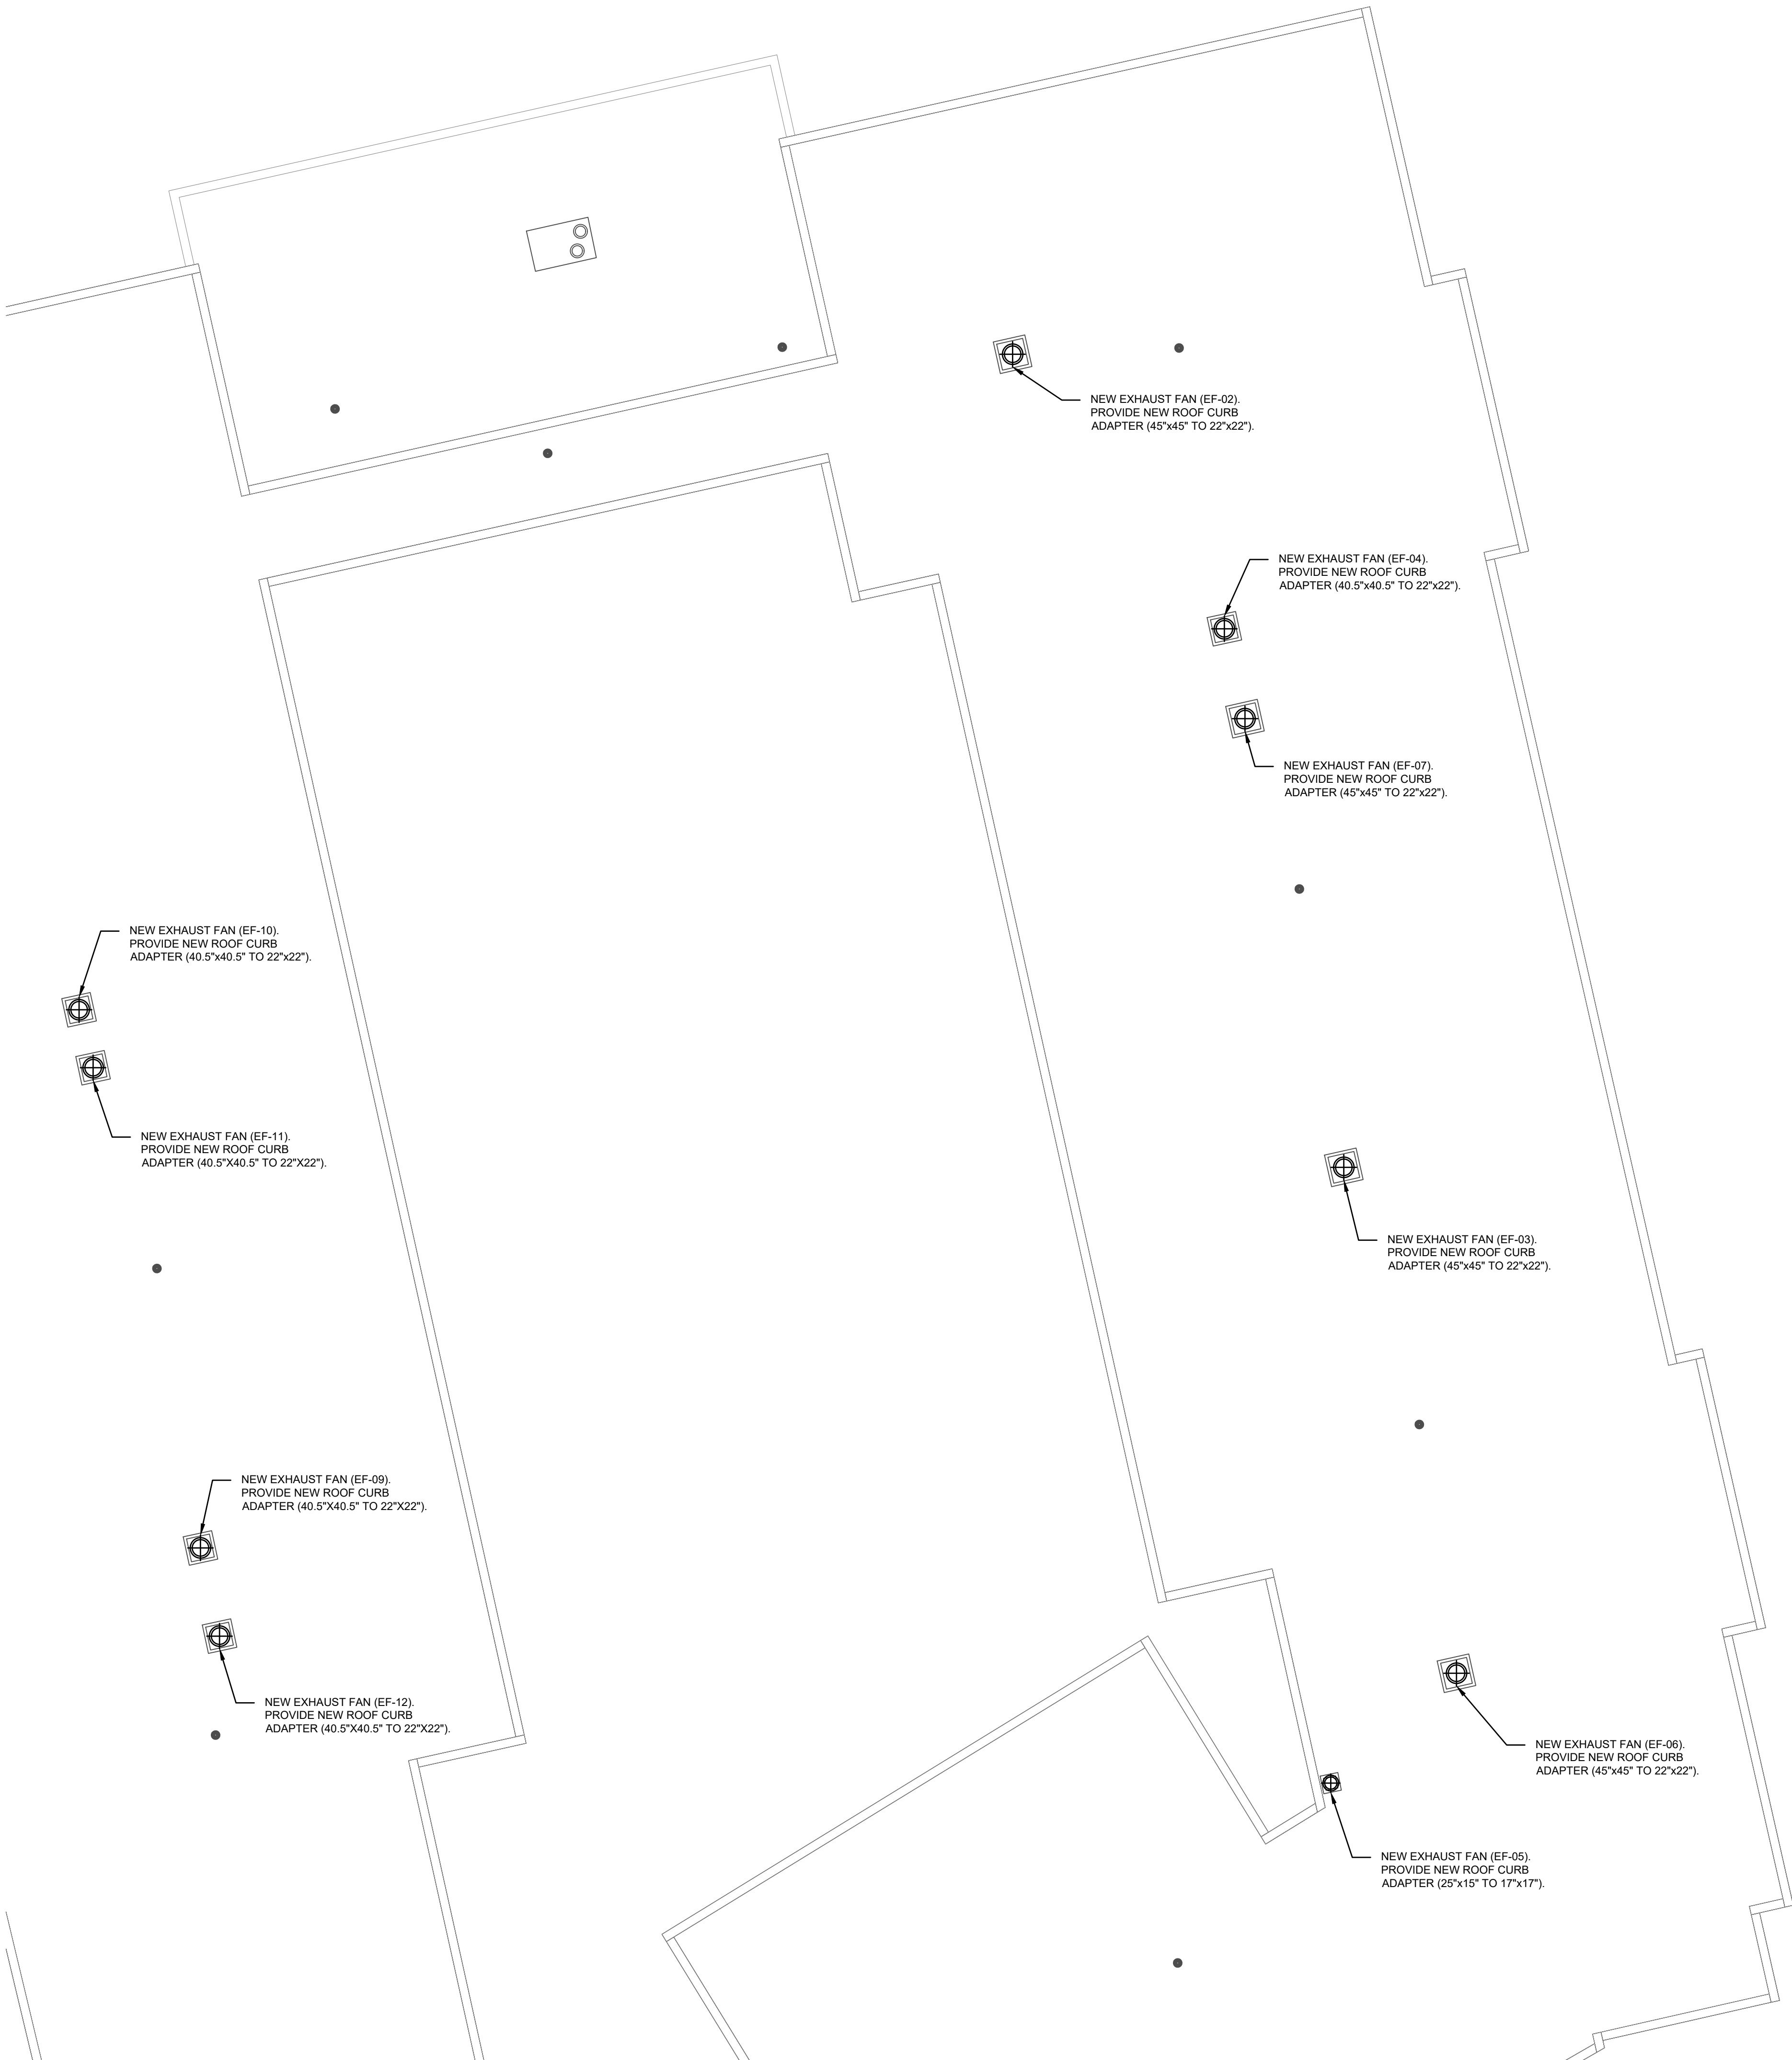 NEW EXHAUST FAN (EF-02).
PROVIDE NEW ROOF CURB
ADAPTER (45"x45" TO 22"x22").
NEW EXHAUST FAN (EF-04).
PROVIDE NEW ROOF CURB
ADAPTER (40.5"x40.5" TO 22"x22").
NEW EXHAUST FAN (EF-07).
PROVIDE NEW ROOF CURB
ADAPTER (45"x45" TO 22"x22").
NEW EXHAUST FAN (EF-10).
PROVIDE NEW ROOF CURB
ADAPTER (40.5"x40.5" TO 22"x22").
NEW EXHAUST FAN (EF-11).
PROVIDE NEW ROOF CURB
ADAPTER (40.5"X40.5" TO 22"X22").
NEW EXHAUST FAN (EF-03).
PROVIDE NEW ROOF CURB
ADAPTER (45"x45" TO 22"x22").
NEW EXHAUST FAN (EF-09).
PROVIDE NEW ROOF CURB
ADAPTER (40.5"X40.5" TO 22"X22").
NEW EXHAUST FAN (EF-12).
PROVIDE NEW ROOF CURB
ADAPTER (40.5"X40.5" TO 22"X22").
NEW EXHAUST FAN (EF-06).
PROVIDE NEW ROOF CURB
ADAPTER (45"x45" TO 22"x22").
NEW EXHAUST FAN (EF-05).
PROVIDE NEW ROOF CURB
ADAPTER (25"x15" TO 17"x17").